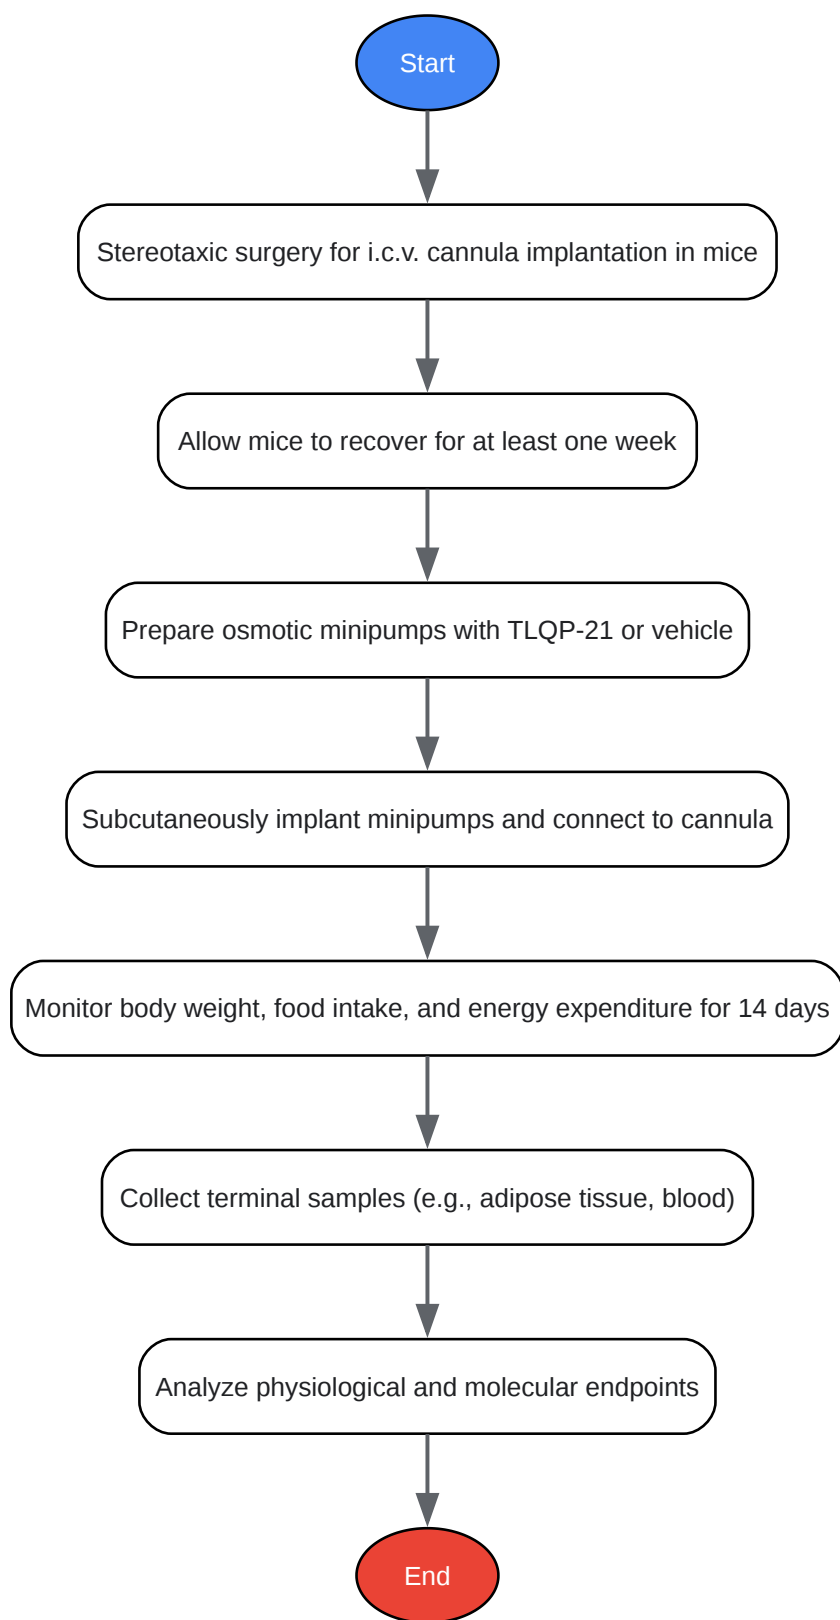 Start
Stereotaxic surgery for i.c.v. cannula implantation in mice
Allow mice to recover for at least one week
Prepare osmotic minipumps with TLQP-21 or vehicle
Subcutaneously implant minipumps and connect to cannula
Monitor body weight, food intake, and energy expenditure for 14 days
Collect terminal samples (e.g., adipose tissue, blood)
Analyze physiological and molecular endpoints
End